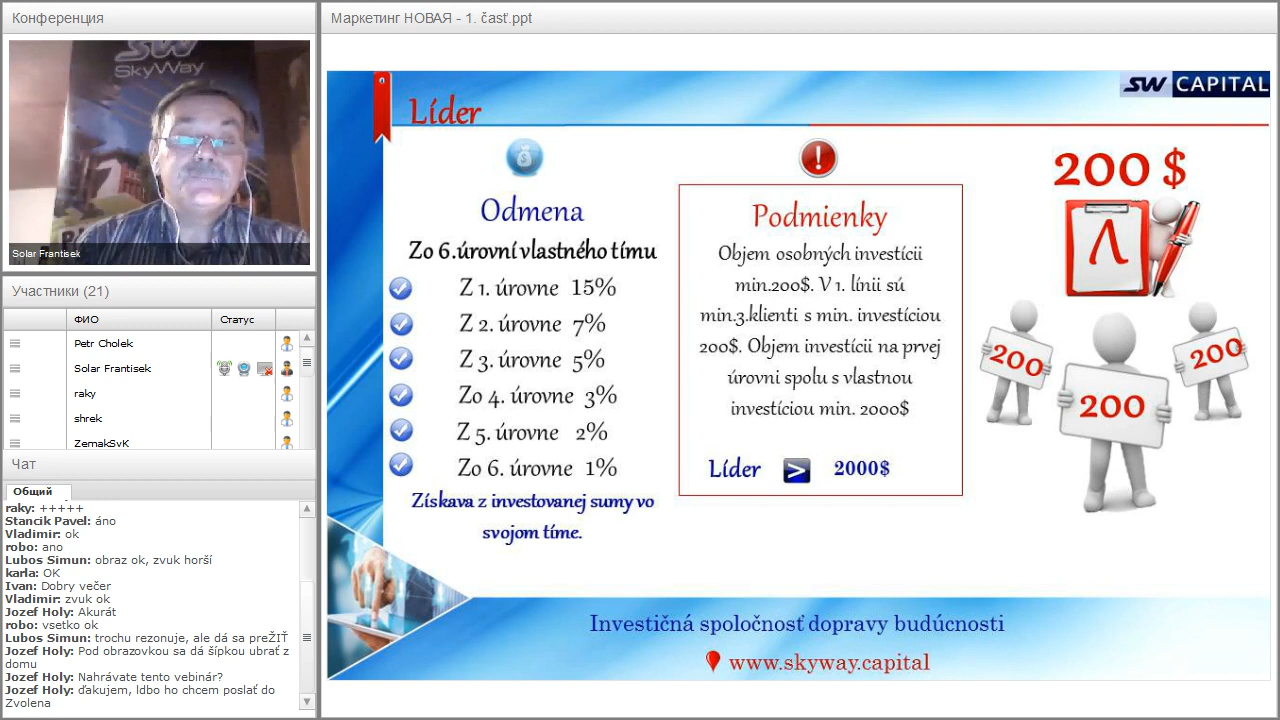 Конференция
SW
SkyWay
Solar Frantisek
Участники (21)
ФИО
Статус
Petr Cholek
Solar Frantisek
raky
shrek
ZemakSvK
Чат
Общий
raky: +++++
Stancik Pavel: áno
Vladimir: ok
robo: ano
Lubos Simun: obraz ok, zvuk horší
karla: OK
Ivan: Dobry večer
Vladimir: zvuk ok
Jozef Holy: Akurát
robo: vsetko ok
Lubos Simun: trochu rezonuje, ale dá sa preŽIŤ
Jozef Holy: Pod obrazovkou sa dá šípkou ubrať z
domu
Jozef Holy: Nahrávate tento vebinár?
Jozef Holy: ďakujem, ldbo ho chcem poslať do
Zvolena
Маркетинг НОВАЯ - 1. časť.ppt
SW CAPITAL
Líder
Odmena
Zo 6.úrovní vlastného tímu
Z 1. úrovne 15%
Z 2. úrovne 7%
Z 3. úrovne 5%
Zo 4. úrovne 3%
Z 5. úrovne 2%
Zo 6. úrovne 1%
Získava z investovanej sumy vo
svojom tíme.
Podmienky
Objem osobných investícii
min.200$. V 1. línii sú
min.3.klienti s min. investíciou
200$. Objem investícii na prvej
úrovni spolu s vlastnou
investíciou min. 2000$
Líder > 2000$
200 $
Л
200
200
200
Investičná spoločnosť dopravy budúcnosti
www.skyway.capital